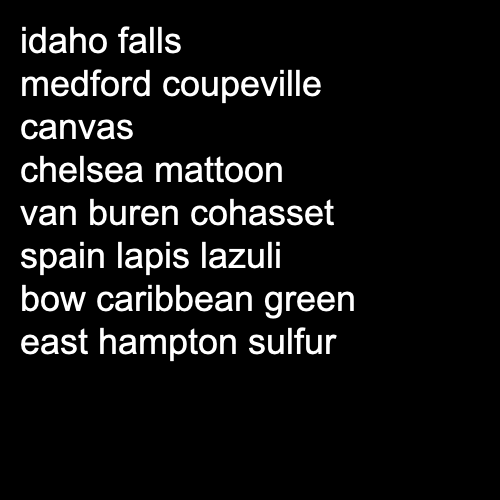 idaho falls
medford coupeville
canvas
chelsea mattoon
van buren cohasset
spain lapis lazuli
bow caribbean green
east hampton sulfur